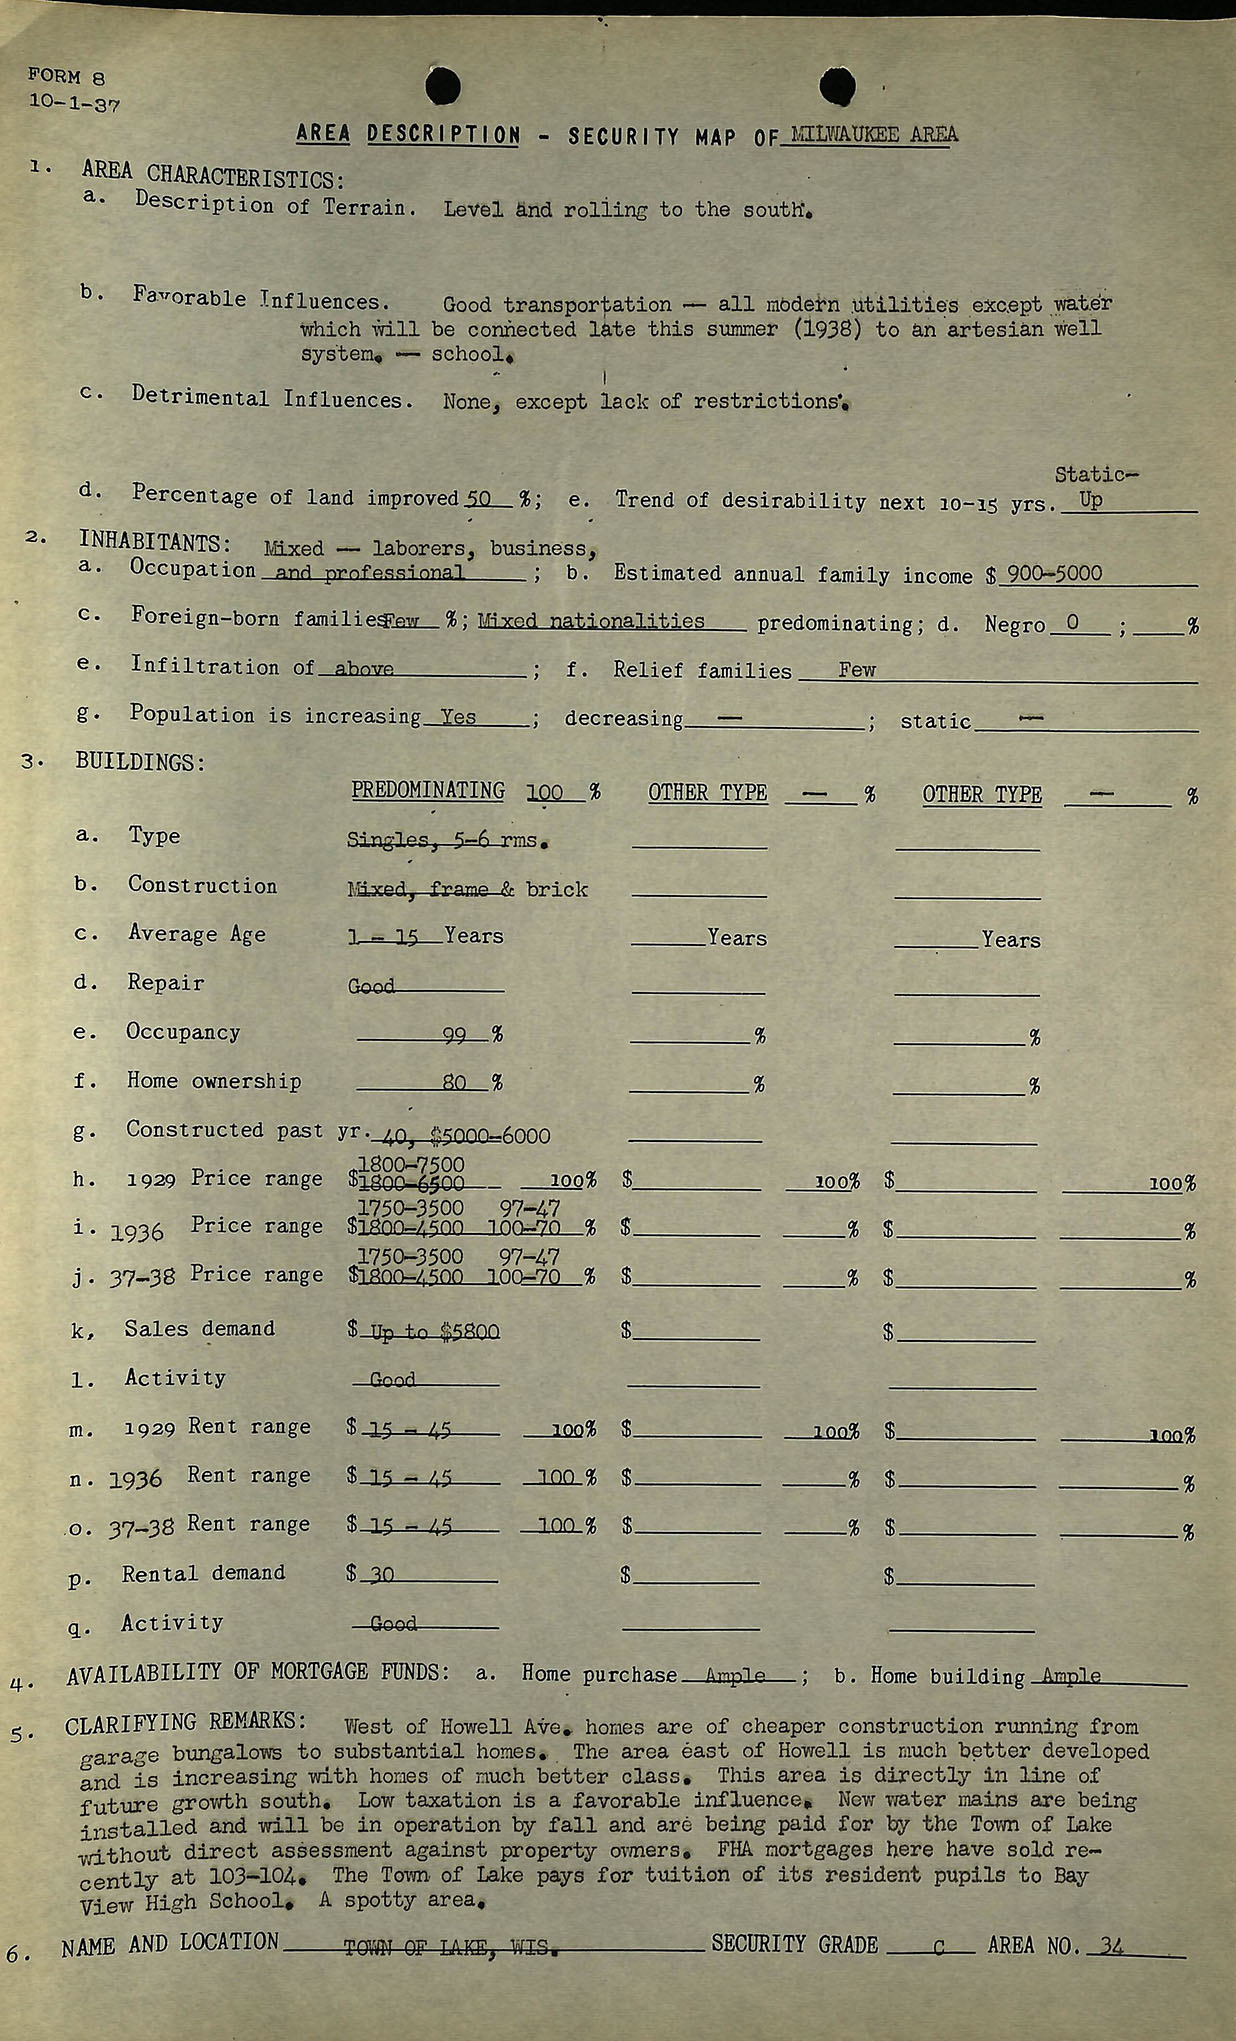 FORM 8
10-1-37
AREA DESCRIPTION - SECURITY MAP OF MILWAUKEE AREA
1. AREA CHARACTERISTICS:
a. Description of Terrain. Level and rolling to the south.
b. Favorable Influences. Good transportation — all modern utilities except water
which will be connected late this summer (1938) to an artesian well
system. — school.
c. Detrimental Influences. None, except lack of restrictions.
Static-
d. Percentage of land improved 50 %; e. Trend of desirability next 10-15 yrs. Up
2. INHABITANTS: Mixed — laborers, business,
a. Occupation and professional ; b. Estimated annual family income $ 900-5000
c. Foreign-born families Few %; Mixed nationalities predominating; d. Negro 0 ; %
e. Infiltration of above ; f. Relief families Few
g. Population is increasing Yes ; decreasing — ; static —
3. BUILDINGS:
PREDOMINATING 100 % OTHER TYPE — % OTHER TYPE — %
a. Type Singles, 5-6 rms.
b. Construction Mixed, frame & brick
c. Average Age 1 - 15 Years Years Years
d. Repair Good
e. Occupancy 99 % % %
f. Home ownership 80 % % %
g. Constructed past yr. 40, $5000-6000
1800-7500
h. 1929 Price range $1800-6500 100% $ 100% $ 100%
1750-3500 97-47
i. 1936 Price range $1800-4500 100-70 % $ % $ %
1750-3500 97-47
j. 37-38 Price range $1800-4500 100-70 % $ % $ %
k, Sales demand $ Up to $5800 $ $
l. Activity Good
m. 1929 Rent range $ 15 - 45 100% $ 100% $ 100%
n. 1936 Rent range $ 15 - 45 100 % $ % $ %
o. 37-38 Rent range $ 15 - 45 100 % $ % $ %
p. Rental demand $ 30 $ $
q. Activity Good
4. AVAILABILITY OF MORTGAGE FUNDS: a. Home purchase Ample ; b. Home building Ample
5. CLARIFYING REMARKS: West of Howell Ave. homes are of cheaper construction running from
garage bungalows to substantial homes. The area east of Howell is much better developed
and is increasing with homes of much better class. This area is directly in line of
future growth south. Low taxation is a favorable influence. New water mains are being
installed and will be in operation by fall and are being paid for by the Town of Lake
without direct assessment against property owners. FHA mortgages here have sold re-
cently at 103-104. The Town of Lake pays for tuition of its resident pupils to Bay
View High School. A spotty area.
6. NAME AND LOCATION TOWN OF LAKE, WIS. SECURITY GRADE C AREA NO. 34